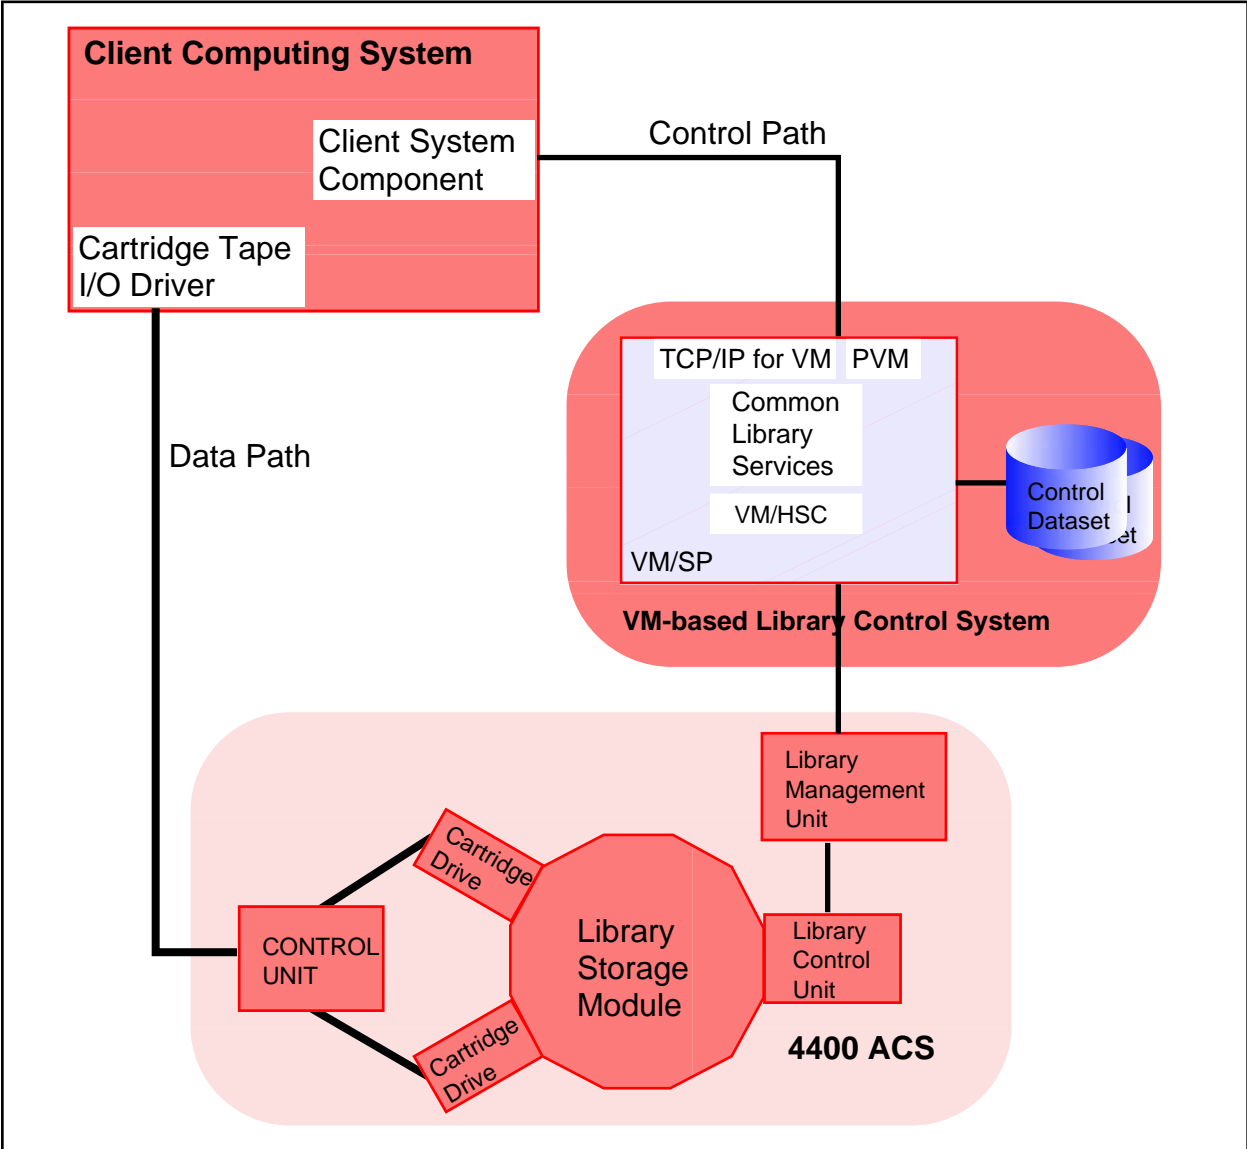 Client Computing System
Client System
Component
Control Path
Cartridge Tape
I/O Driver
TCP/IP for VM
PVM
Common
Library
Services
Data Path
Control
Dataset
l
set
VM/HSC
VM/SP
VM-based Library Control System
Library
Management
Unit
Cartridge
Drive
CONTROL
UNIT
Library
Storage
Module
Library
Control
Unit
Cartridge
Drive
4400 ACS